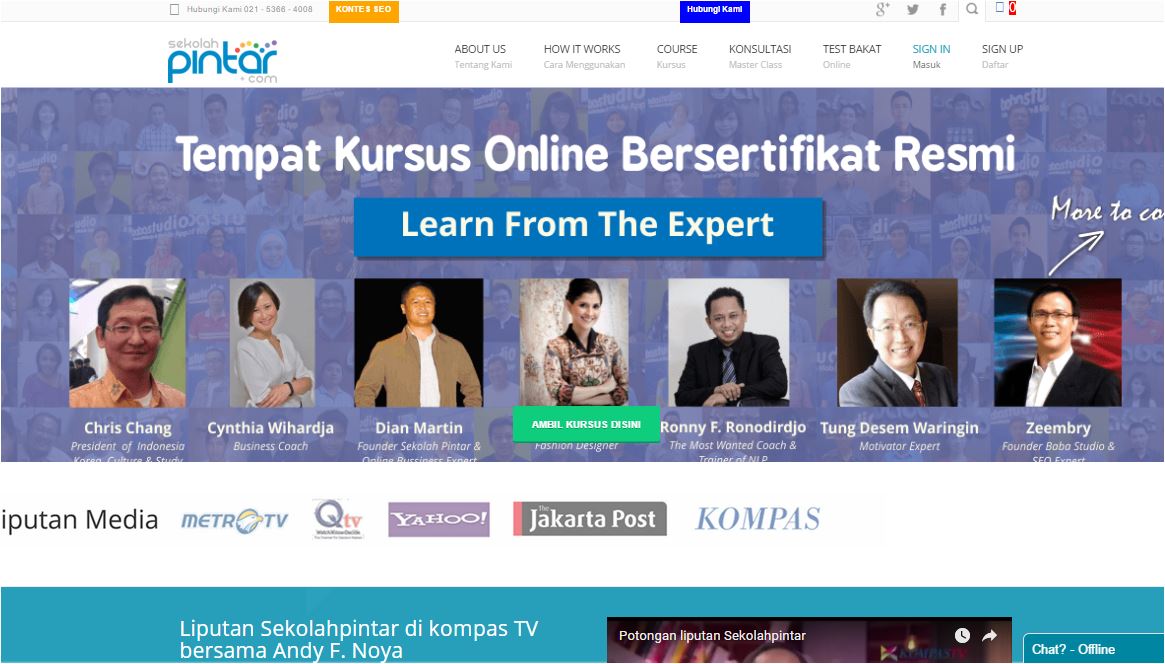 Hubungi Kami 021 - 5366 - 4008
KONTES SEO
Hubungi Kami
0
sekolah
pintar
.com
ABOUT US
Tentang Kami
HOW IT WORKS
Cara Menggunakan
COURSE
Kursus
KONSULTASI
Master Class
TEST BAKAT
Online
SIGN IN
Masuk
SIGN UP
Daftar
Tempat Kursus Online Bersertifikat Resmi
Learn From The Expert
More to co
Chris Chang
President of Indonesia
Korea Culture & Study
Cynthia Wihardja
Business Coach
Dian Martin
Founder Sekolah Pintar &
Online Bussiness Expert
AMBIL KURSUS DISINI
Fashion Designer
Ronny F. Ronodirdjo
The Most Wanted Coach &
Trainer of NLP
Tung Desem Waringin
Motivator Expert
Zeembry
Founder Baba Studio &
SEO Expert
iputan Media
METRO TV
Qtv
Watch Know Decide
YAHOO!
The Jakarta Post
KOMPAS
Liputan Sekolahpintar di kompas TV
bersama Andy F. Noya
Potongan liputan Sekolahpintar
KOMPASTV
Chat? - Offline